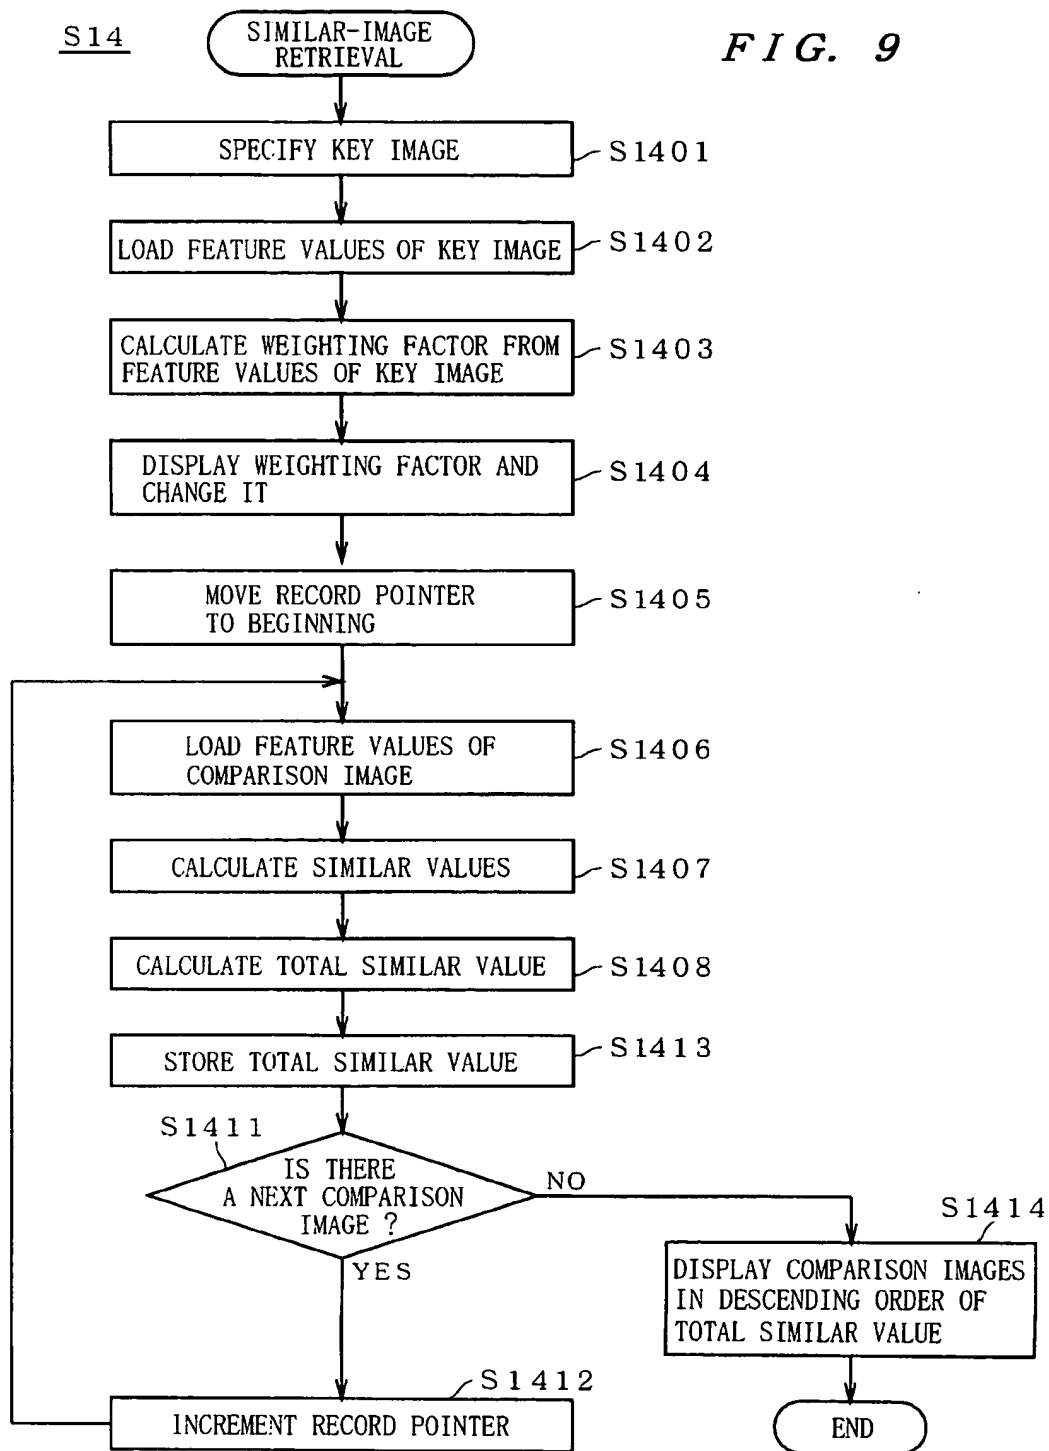 S14
SIMILAR-IMAGE
RETRIEVAL
FIG. 9
SPECIFY KEY IMAGE
S1401
LOAD FEATURE VALUES OF KEY IMAGE
S1402
CALCULATE WEIGHTING FACTOR FROM
FEATURE VALUES OF KEY IMAGE
S1403
DISPLAY WEIGHTING FACTOR AND
CHANGE IT
S1404
MOVE RECORD POINTER
TO BEGINNING
S1405
LOAD FEATURE VALUES OF
COMPARISON IMAGE
S1406
CALCULATE SIMILAR VALUES
S1407
CALCULATE TOTAL SIMILAR VALUE
S1408
STORE TOTAL SIMILAR VALUE
S1413
S1411
IS THERE
A NEXT COMPARISON
IMAGE ?
NO
YES
S1414
DISPLAY COMPARISON IMAGES
IN DESCENDING ORDER OF
TOTAL SIMILAR VALUE
S1412
INCREMENT RECORD POINTER
END